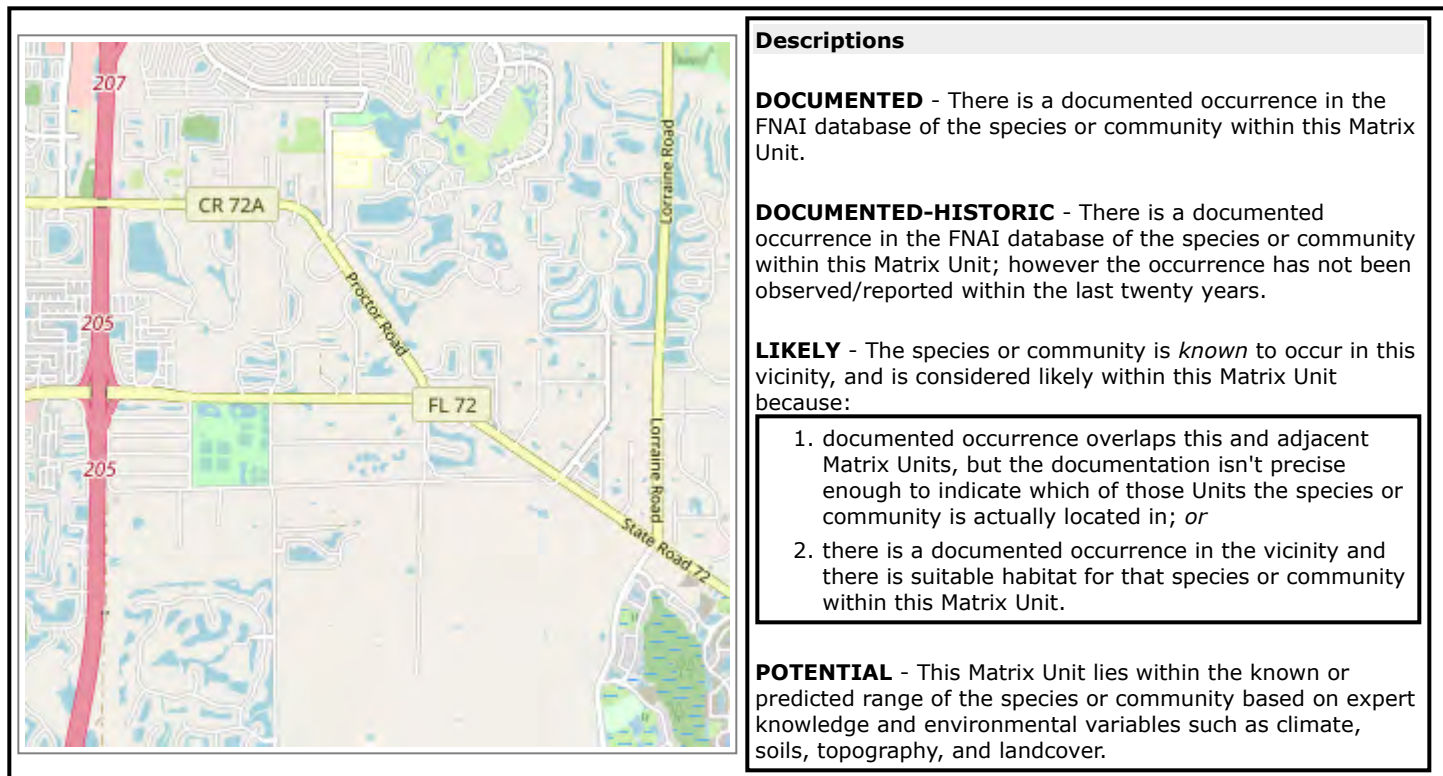 207
CR 72A
Lorraine Road
Proctor Road
205
FL 72
205
Lorraine Road
State Road 72
Descriptions
DOCUMENTED - There is a documented occurrence in the
FNAI database of the species or community within this Matrix
Unit.
DOCUMENTED-HISTORIC - There is a documented
occurrence in the FNAI database of the species or community
within this Matrix Unit; however the occurrence has not been
observed/reported within the last twenty years.
LIKELY - The species or community is known to occur in this
vicinity, and is considered likely within this Matrix Unit
because:
1. documented occurrence overlaps this and adjacent
Matrix Units, but the documentation isn't precise
enough to indicate which of those Units the species or
community is actually located in; or
2. there is a documented occurrence in the vicinity and
there is suitable habitat for that species or community
within this Matrix Unit.
POTENTIAL - This Matrix Unit lies within the known or
predicted range of the species or community based on expert
knowledge and environmental variables such as climate,
soils, topography, and landcover.